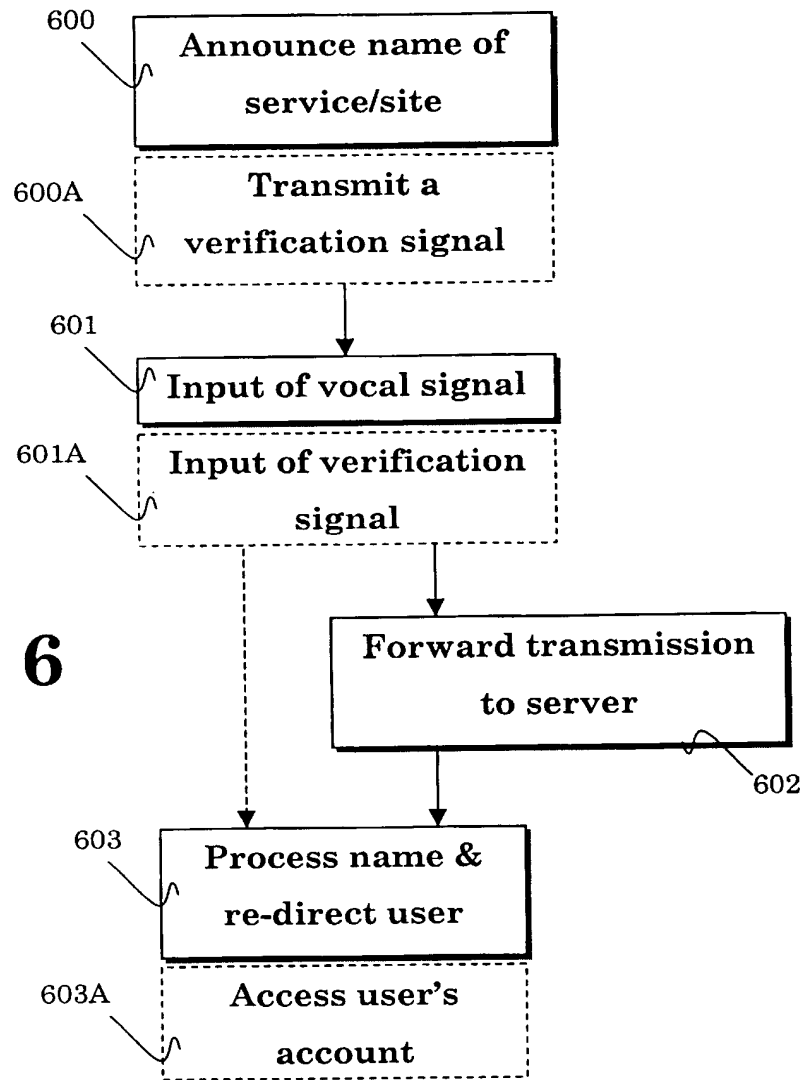 600
Announce name of
service/site
600A
Transmit a
verification signal
601
Input of vocal signal
601A
Input of verification
signal
6
Forward transmission
to server
602
603
Process name &
re-direct user
603A
Access user's
account